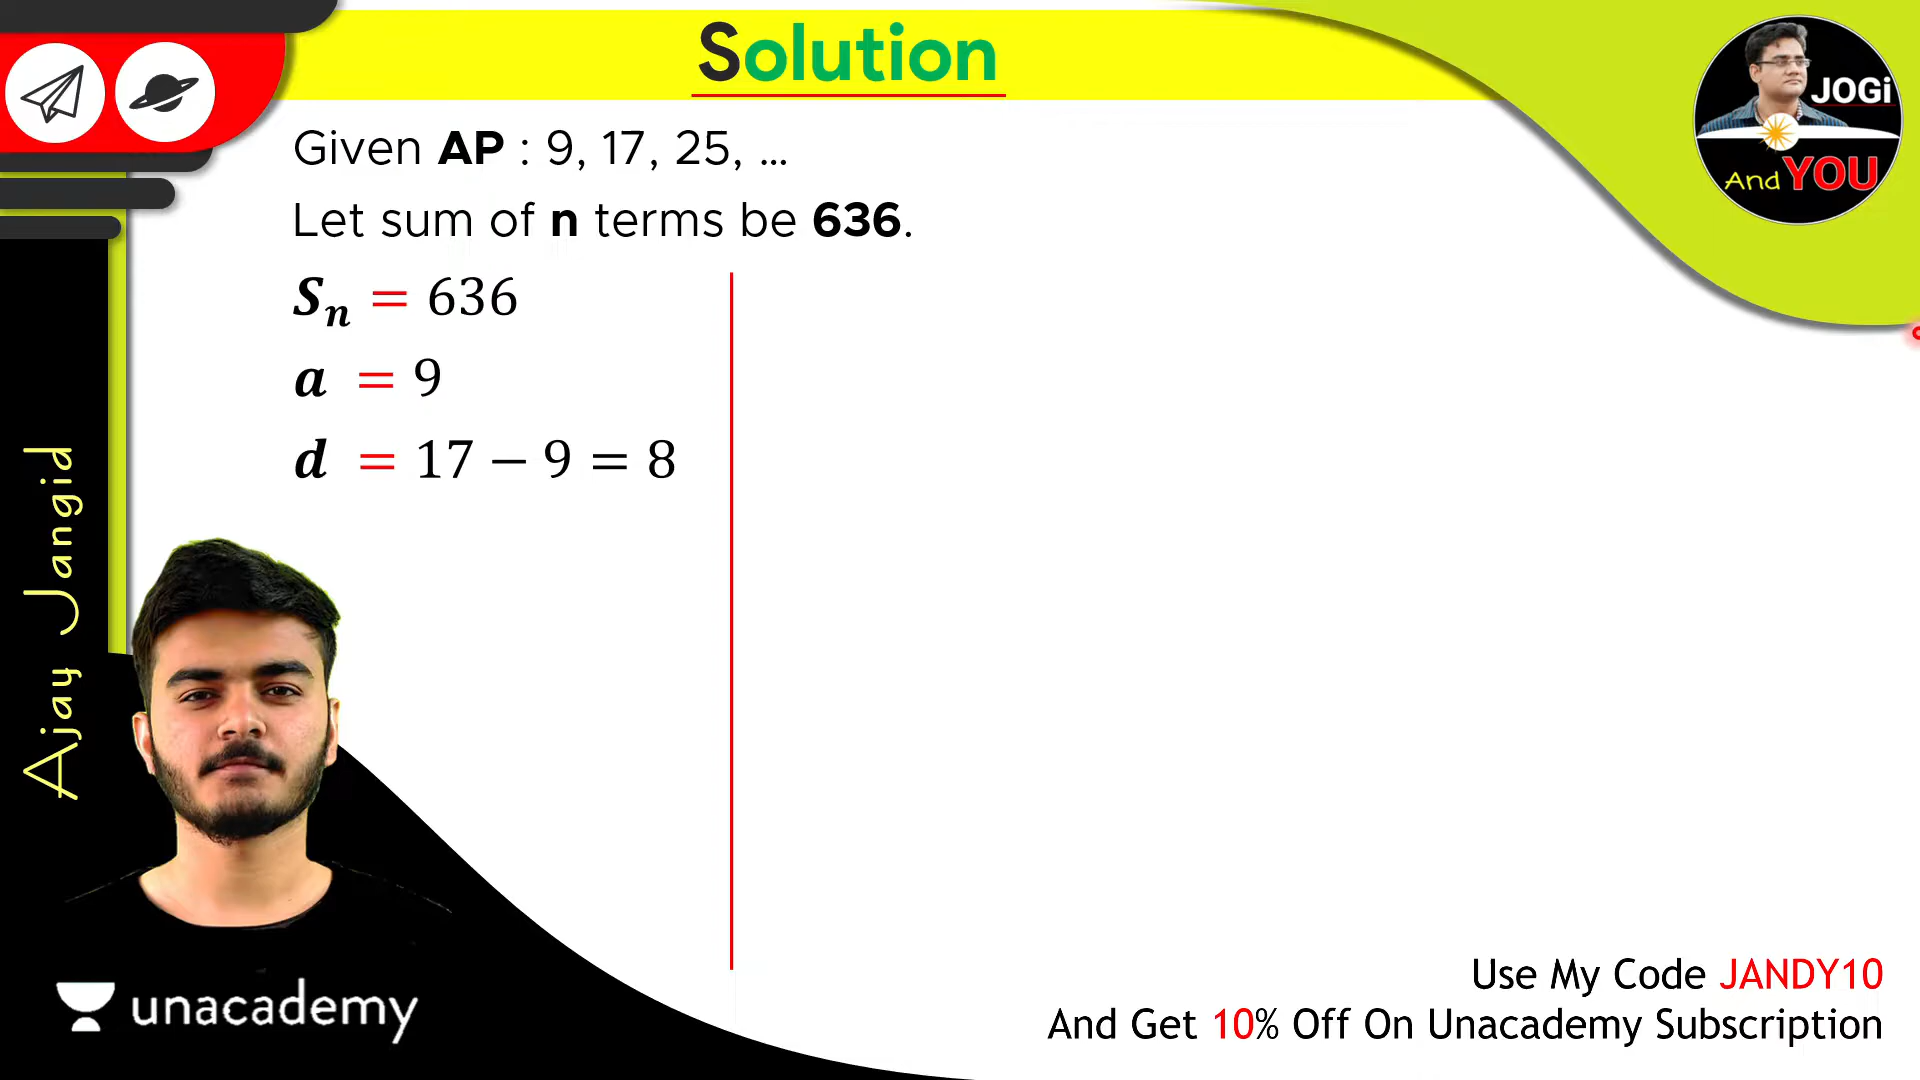 Solution
JOGi
And YOU
Given AP : 9, 17, 25, ...
Let sum of n terms be 636.
Sₙ = 636
a = 9
d = 17 − 9 = 8
Ajay Jangid
unacademy
Use My Code JANDY10
And Get 10% Off On Unacademy Subscription